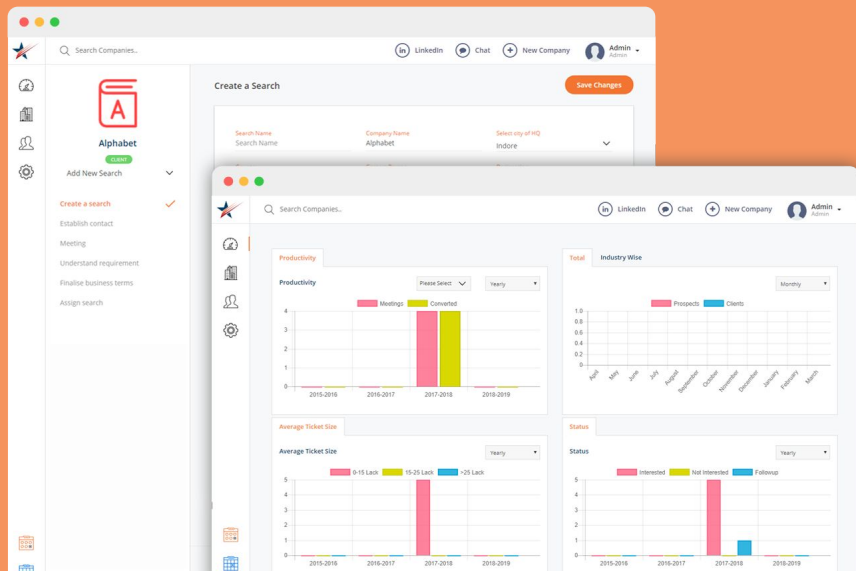 Search Companies..
in LinkedIn
Chat
New Company
Admin
Admin
A
Alphabet
CLIENT
Add New Search
Create a search
Establish contact
Meeting
Understand requirement
Finalise business terms
Assign search
Create a Search
Save Changes
Search Name
Search Name
Company Name
Alphabet
Select city of HQ
Indore
Search Companies..
in LinkedIn
Chat
New Company
Admin
Admin
Productivity
Productivity
Please Select
Yearly
Meetings Converted
4
3
2
1
0
2015-2016 2016-2017 2017-2018 2018-2019
Total Industry Wise
Monthly
Prospects Clients
1.0
0.8
0.6
0.4
0.2
0
April May June July August September October November December January February March
Average Ticket Size
Average Ticket Size
Yearly
0-15 Lack 15-25 Lack >25 Lack
5
4
3
2
1
0
2015-2016 2016-2017 2017-2018 2018-2019
Status
Status
Yearly
Interested Not Interested Followup
5
4
3
2
1
0
2015-2016 2016-2017 2017-2018 2018-2019